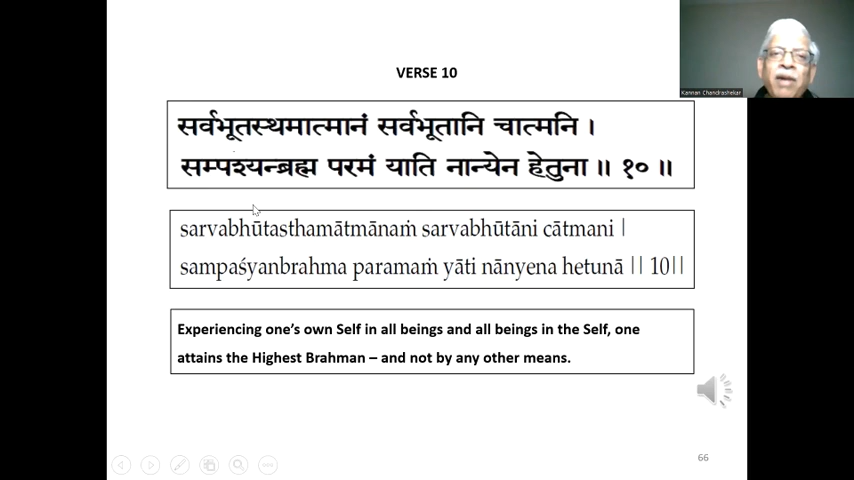 VERSE 10
Kannan Chandrashekar
सर्वभूतस्थमात्मानं सर्वभूतानि चात्मनि ।
सम्पश्यन्ब्रह्म परमं याति नान्येन हेतुना ॥ १० ॥
sarvabhūtasthamātmānaṁ sarvabhūtāni cātmani |
sampaśyanbrahma paramaṁ yāti nānyena hetunā || 10||
Experiencing one’s own Self in all beings and all beings in the Self, one
attains the Highest Brahman – and not by any other means.
66